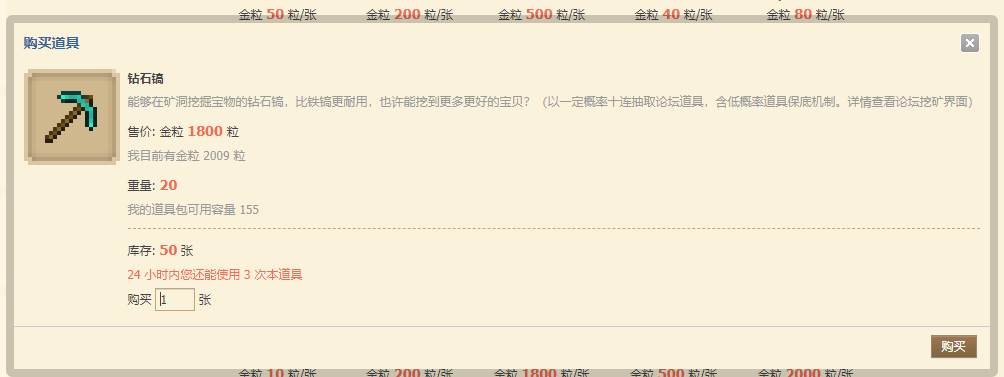 金粒 50 粒/张 金粒 200 粒/张 金粒 500 粒/张 金粒 40 粒/张 金粒 80 粒/张
购买道具
钻石镐
能够在矿洞挖掘宝物的钻石镐，比铁镐更耐用，也许能挖到更多更好的宝贝？（以一定概率十连抽取论坛道具，含低概率道具保底机制。详情查看论坛挖矿界面）
售价: 金粒 1800 粒
我目前有金粒 2009 粒
重量: 20
我的道具包可用容量 155
库存: 50 张
24 小时内您还能使用 3 次本道具
购买 1 张
购买
金粒 10 粒/张 金粒 200 粒/张 金粒 1800 粒/张 金粒 500 粒/张 金粒 2000 粒/张